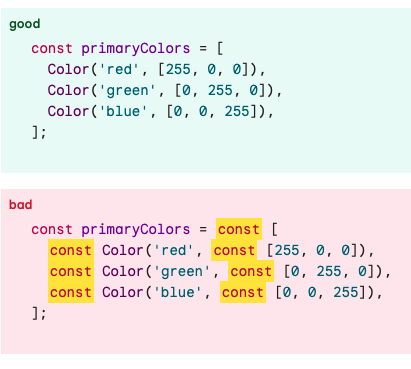 good
const primaryColors = [
  Color('red', [255, 0, 0]),
  Color('green', [0, 255, 0]),
  Color('blue', [0, 0, 255]),
];
bad
const primaryColors = const [
  const Color('red', const [255, 0, 0]),
  const Color('green', const [0, 255, 0]),
  const Color('blue', const [0, 0, 255]),
];